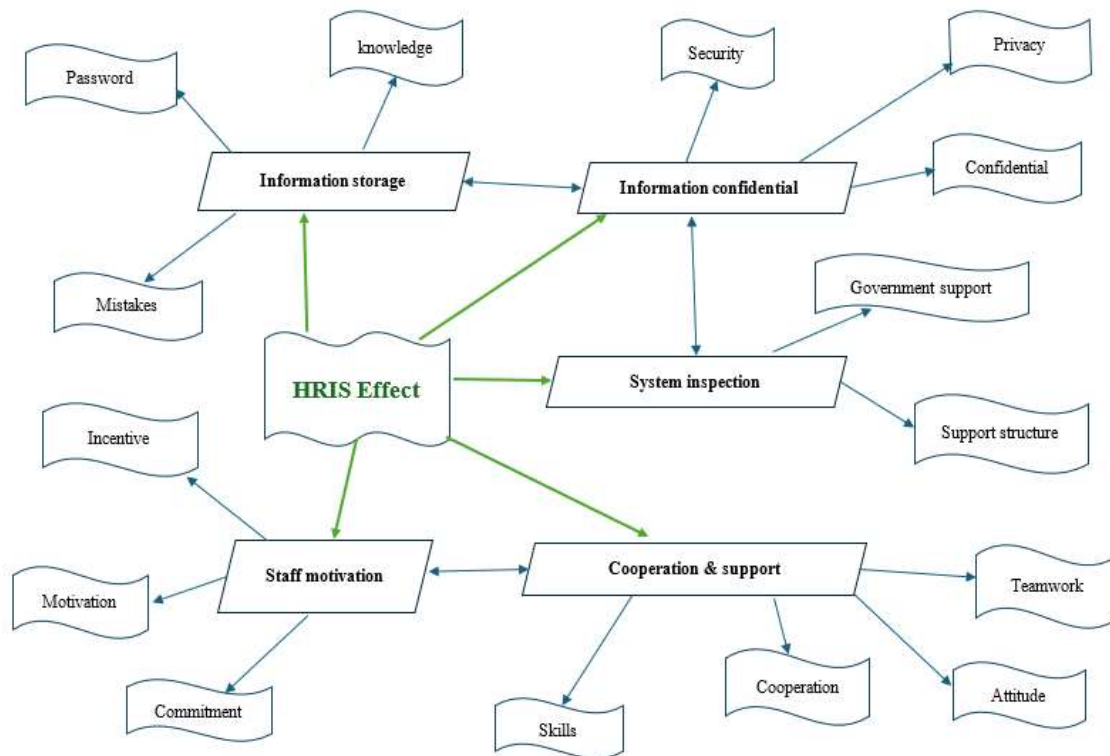 knowledge
Security
Privacy
Password
Information storage
Information confidential
Confidential
Mistakes
Government support
HRIS Effect
System inspection
Incentive
Support structure
Staff motivation
Cooperation & support
Motivation
Teamwork
Commitment
Skills
Cooperation
Attitude